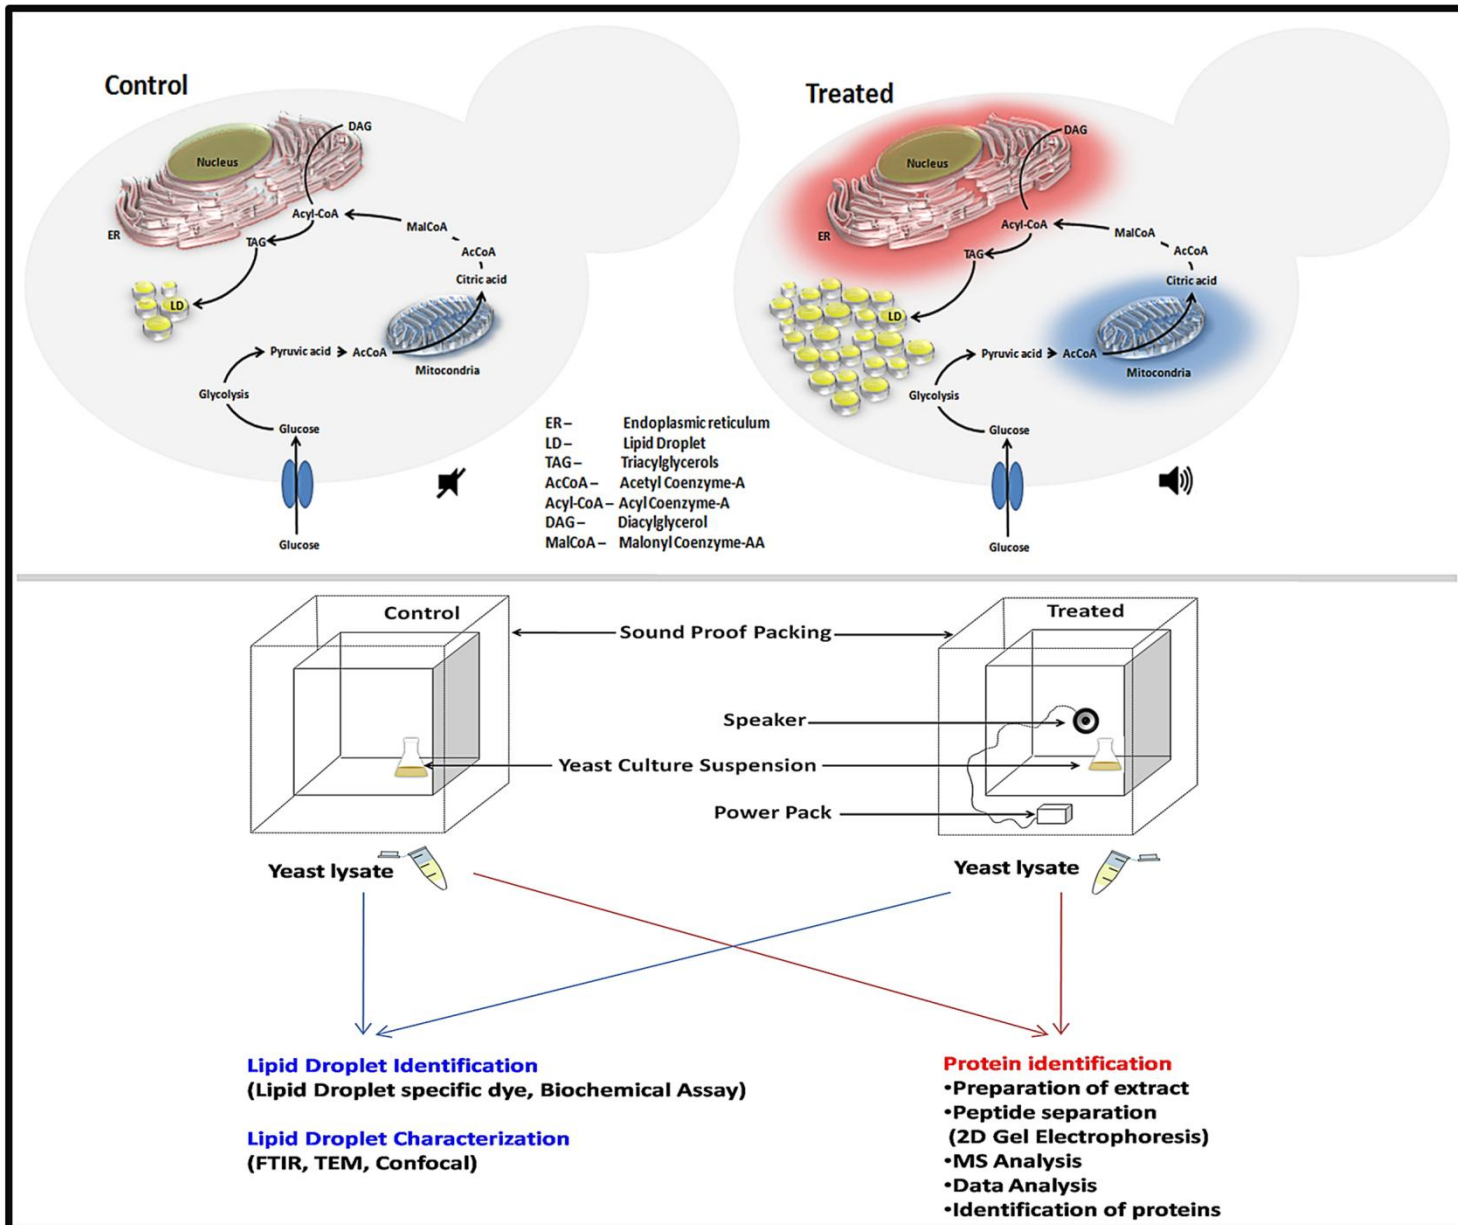 Control
DAG
Nucleus
Acyl-CoA
MalCoA
ER
TAG
AcCoA
Citric acid
LD
Pyruvic acid
AcCoA
Mitocondria
Glycolysis
Glucose
Glucose
Treated
DAG
Nucleus
Acyl-CoA
MalCoA
ER
TAG
AcCoA
Citric acid
LD
Pyruvic acid
AcCoA
Mitocondria
Glycolysis
Glucose
Glucose
ER – Endoplasmic reticulum
LD – Lipid Droplet
TAG – Triacylglycerols
AcCoA – Acetyl Coenzyme-A
Acyl-CoA – Acyl Coenzyme-A
DAG – Diacylglycerol
MalCoA – Malonyl Coenzyme-AA
Control
Treated
Sound Proof Packing
Speaker
Yeast Culture Suspension
Power Pack
Yeast lysate
Yeast lysate
Lipid Droplet Identification
(Lipid Droplet specific dye, Biochemical Assay)
Lipid Droplet Characterization
(FTIR, TEM, Confocal)
Protein identification
•Preparation of extract
•Peptide separation
(2D Gel Electrophoresis)
•MS Analysis
•Data Analysis
•Identification of proteins